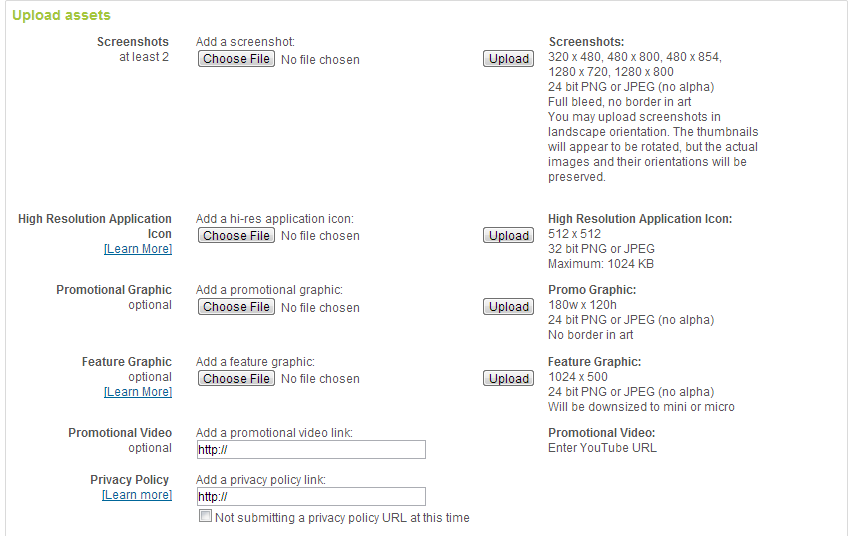 Upload assets
Screenshots
at least 2
Add a screenshot:
Choose File No file chosen
Upload
Screenshots:
320 x 480, 480 x 800, 480 x 854,
1280 x 720, 1280 x 800
24 bit PNG or JPEG (no alpha)
Full bleed, no border in art
You may upload screenshots in
landscape orientation. The thumbnails
will appear to be rotated, but the actual
images and their orientations will be
preserved.
High Resolution Application
Icon
[Learn More]
Add a hi-res application icon:
Choose File No file chosen
Upload
High Resolution Application Icon:
512 x 512
32 bit PNG or JPEG
Maximum: 1024 KB
Promotional Graphic
optional
Add a promotional graphic:
Choose File No file chosen
Upload
Promo Graphic:
180w x 120h
24 bit PNG or JPEG (no alpha)
No border in art
Feature Graphic
optional
[Learn More]
Add a feature graphic:
Choose File No file chosen
Upload
Feature Graphic:
1024 x 500
24 bit PNG or JPEG (no alpha)
Will be downsized to mini or micro
Promotional Video
optional
Add a promotional video link:
http://
Promotional Video:
Enter YouTube URL
Privacy Policy
[Learn more]
Add a privacy policy link:
http://
Not submitting a privacy policy URL at this time